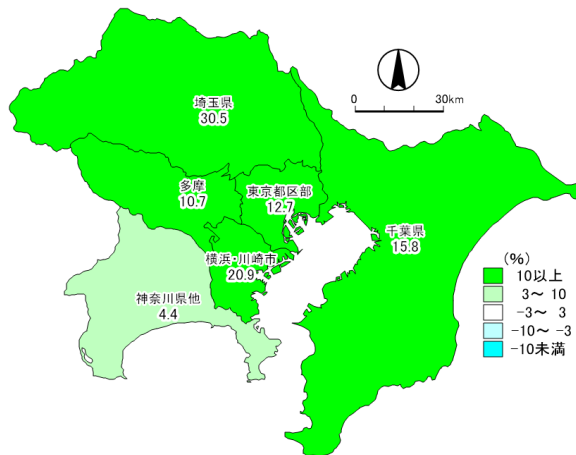 埼玉県
30.5
0 30km
多摩
10.7
東京都区部
12.7
千葉県
15.8
横浜・川崎市
20.9
神奈川県他
4.4
(%)
10以上
3～ 10
-3～ 3
-10～ -3
-10未満